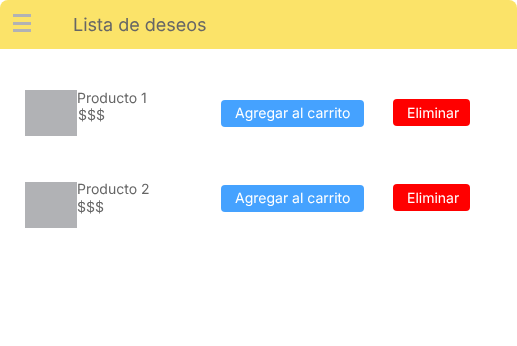 Lista de deseos
Producto 1
$$$
Agregar al carrito
Eliminar
Producto 2
$$$
Agregar al carrito
Eliminar